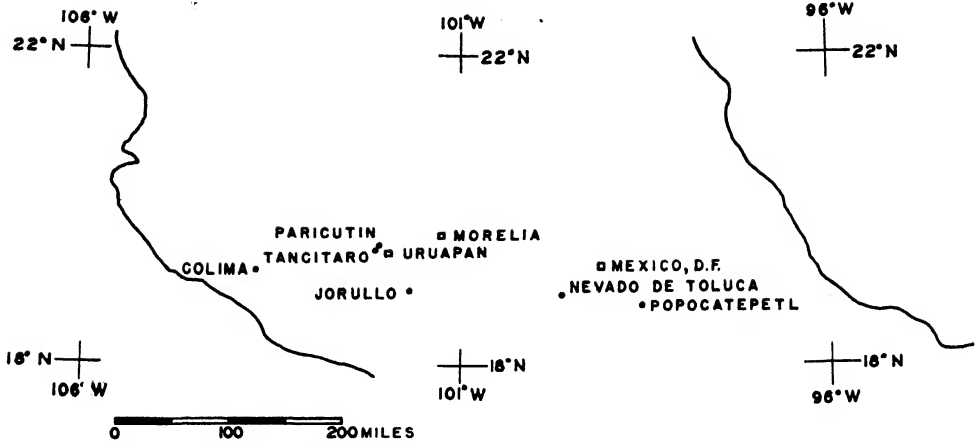 106° W
101° W
96° W
22° N
22° N
22° N
PARICUTIN
MORELIA
TANCITARO
URUAPAN
COLIMA
MEXICO, D.F.
NEVADO DE TOLUCA
JORULLO
POPOCATEPETL
18° N
18° N
18° N
106° W
101° W
96° W
0 100 200 MILES